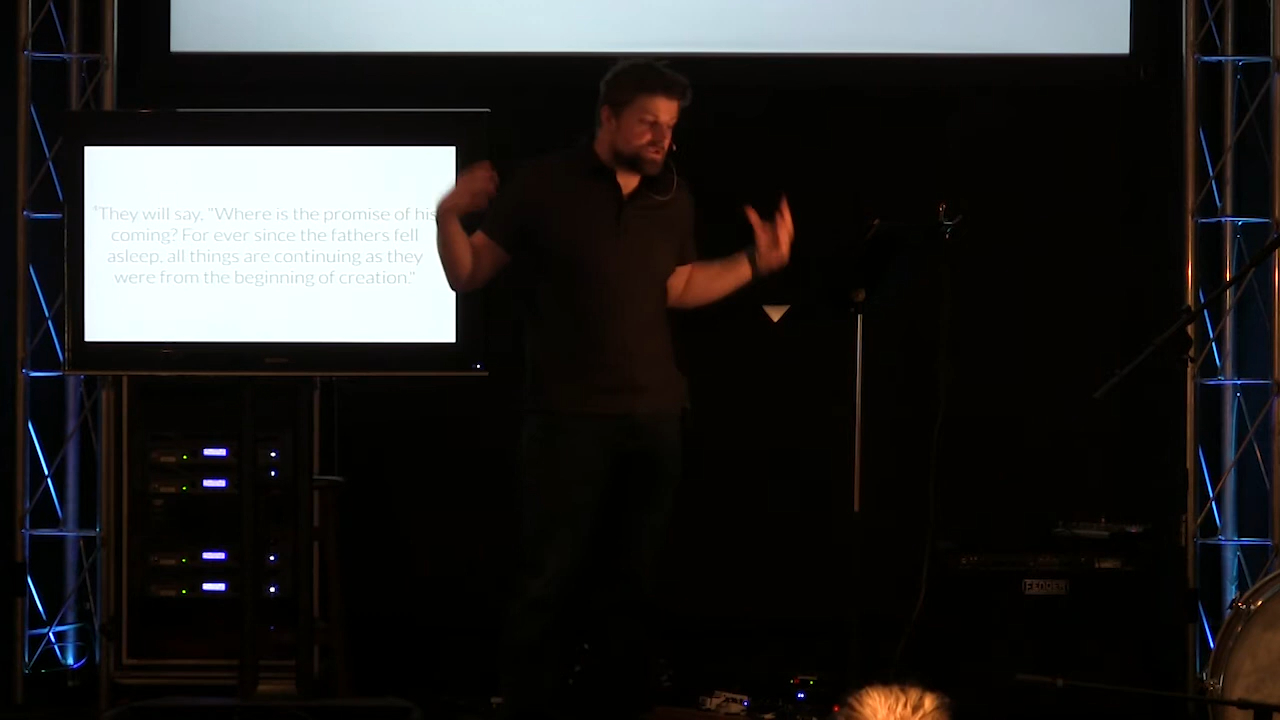 ⁴They will say, "Where is the promise of his
coming? For ever since the fathers fell
asleep, all things are continuing as they
were from the beginning of creation."